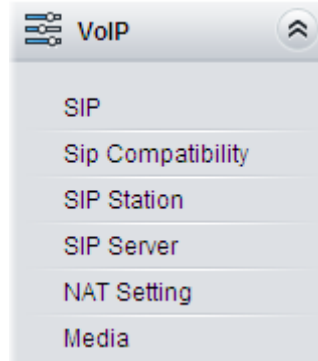 VoIP
SIP
Sip Compatibility
SIP Station
SIP Server
NAT Setting
Media